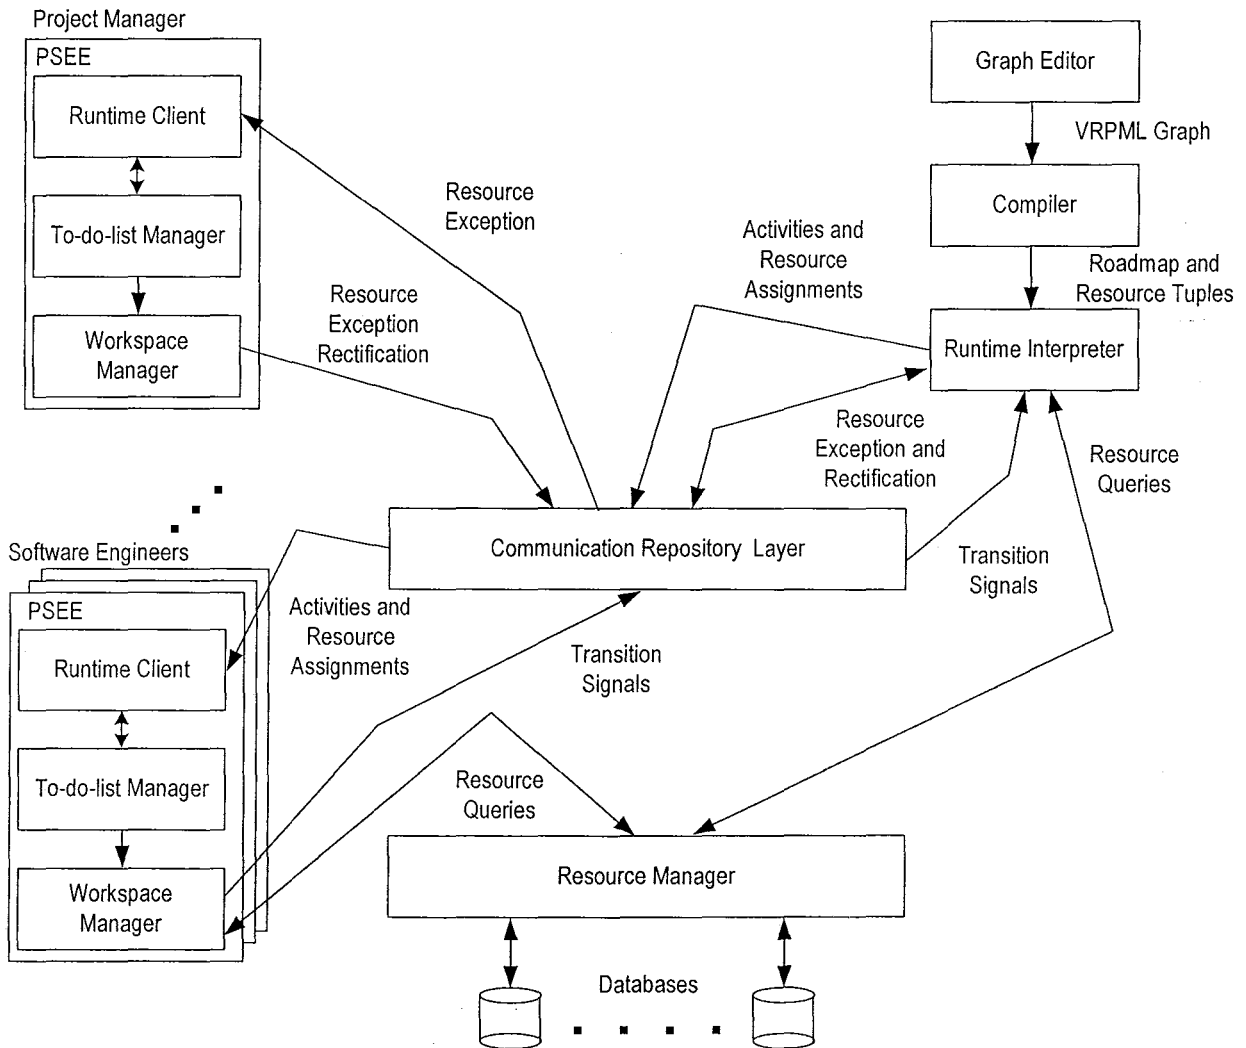 Project Manager
PSEE
Runtime Client
To-do-list Manager
Workspace
Manager
Resource
Exception
Resource
Exception
Rectification
Graph Editor
VRPML Graph
Compiler
Roadmap and
Resource Tuples
Activities and
Resource
Assignments
Runtime Interpreter
Resource
Exception and
Rectification
Resource
Queries
Communication Repository Layer
Transition
Signals
Software Engineers
PSEE
Runtime Client
To-do-list Manager
Workspace
Manager
Activities and
Resource
Assignments
Transition
Signals
Resource
Queries
Resource Manager
Databases